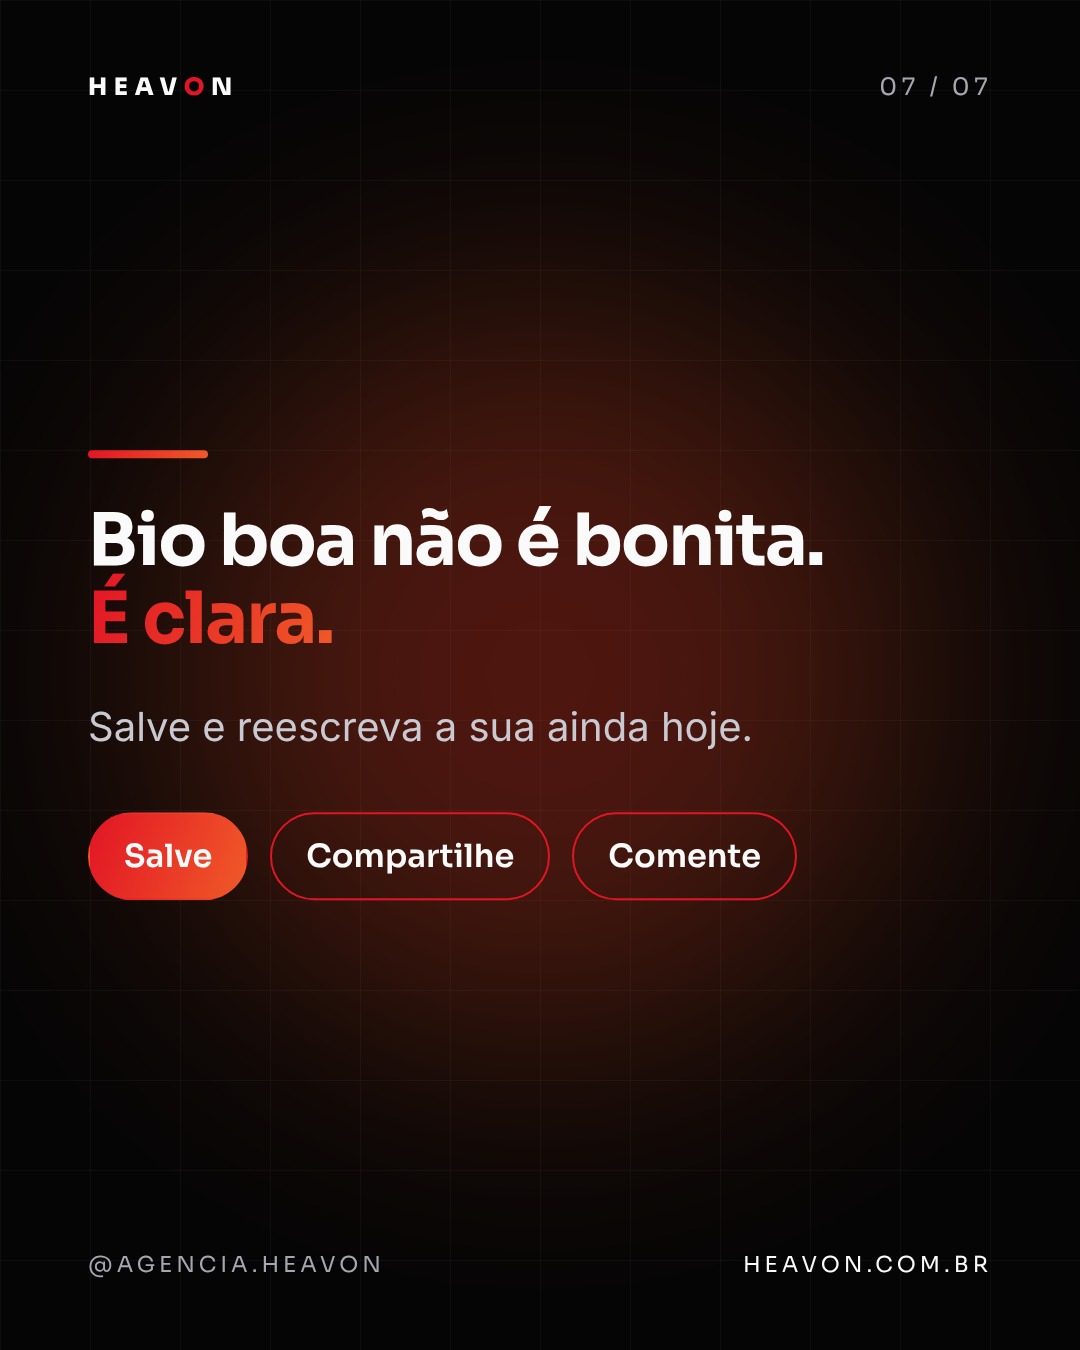 HEAVON
07 / 07
Bio boa não é bonita.
É clara.
Salve e reescreva a sua ainda hoje.
Salve
Compartilhe
Comente
@AGENCIA.HEAVON
HEAVON.COM.BR